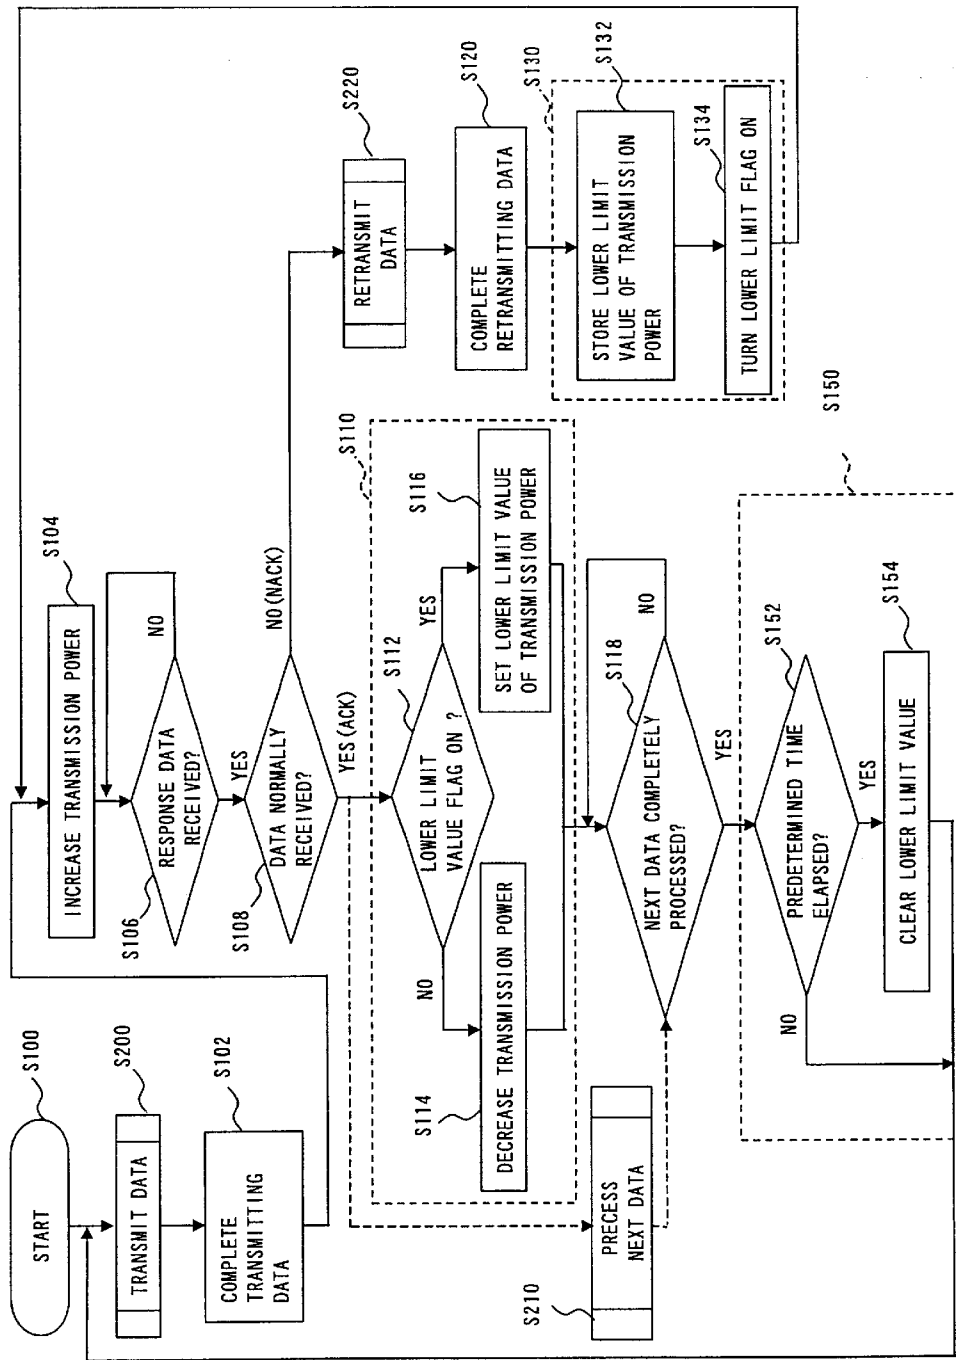 S100
START
S200
TRANSMIT DATA
S102
COMPLETE
TRANSMITTING
DATA
S104
INCREASE TRANSMISSION POWER
S106
RESPONSE DATA
RECEIVED?
NO
YES
S108
DATA NORMALLY
RECEIVED?
NO(NACK)
YES(ACK)
S220
RETRANSMIT
DATA
S120
COMPLETE
RETRANSMITTING DATA
S130
S132
STORE LOWER LIMIT
VALUE OF TRANSMISSION
POWER
S134
TURN LOWER LIMIT FLAG ON
S110
S112
LOWER LIMIT
VALUE FLAG ON ?
NO
YES
S114
DECREASE TRANSMISSION POWER
S116
SET LOWER LIMIT VALUE
OF TRANSMISSION POWER
S210
PRECESS
NEXT DATA
S118
NEXT DATA COMPLETELY
PROCESSED?
NO
YES
S150
S152
PREDETERMINED TIME
ELAPSED?
NO
YES
S154
CLEAR LOWER LIMIT VALUE